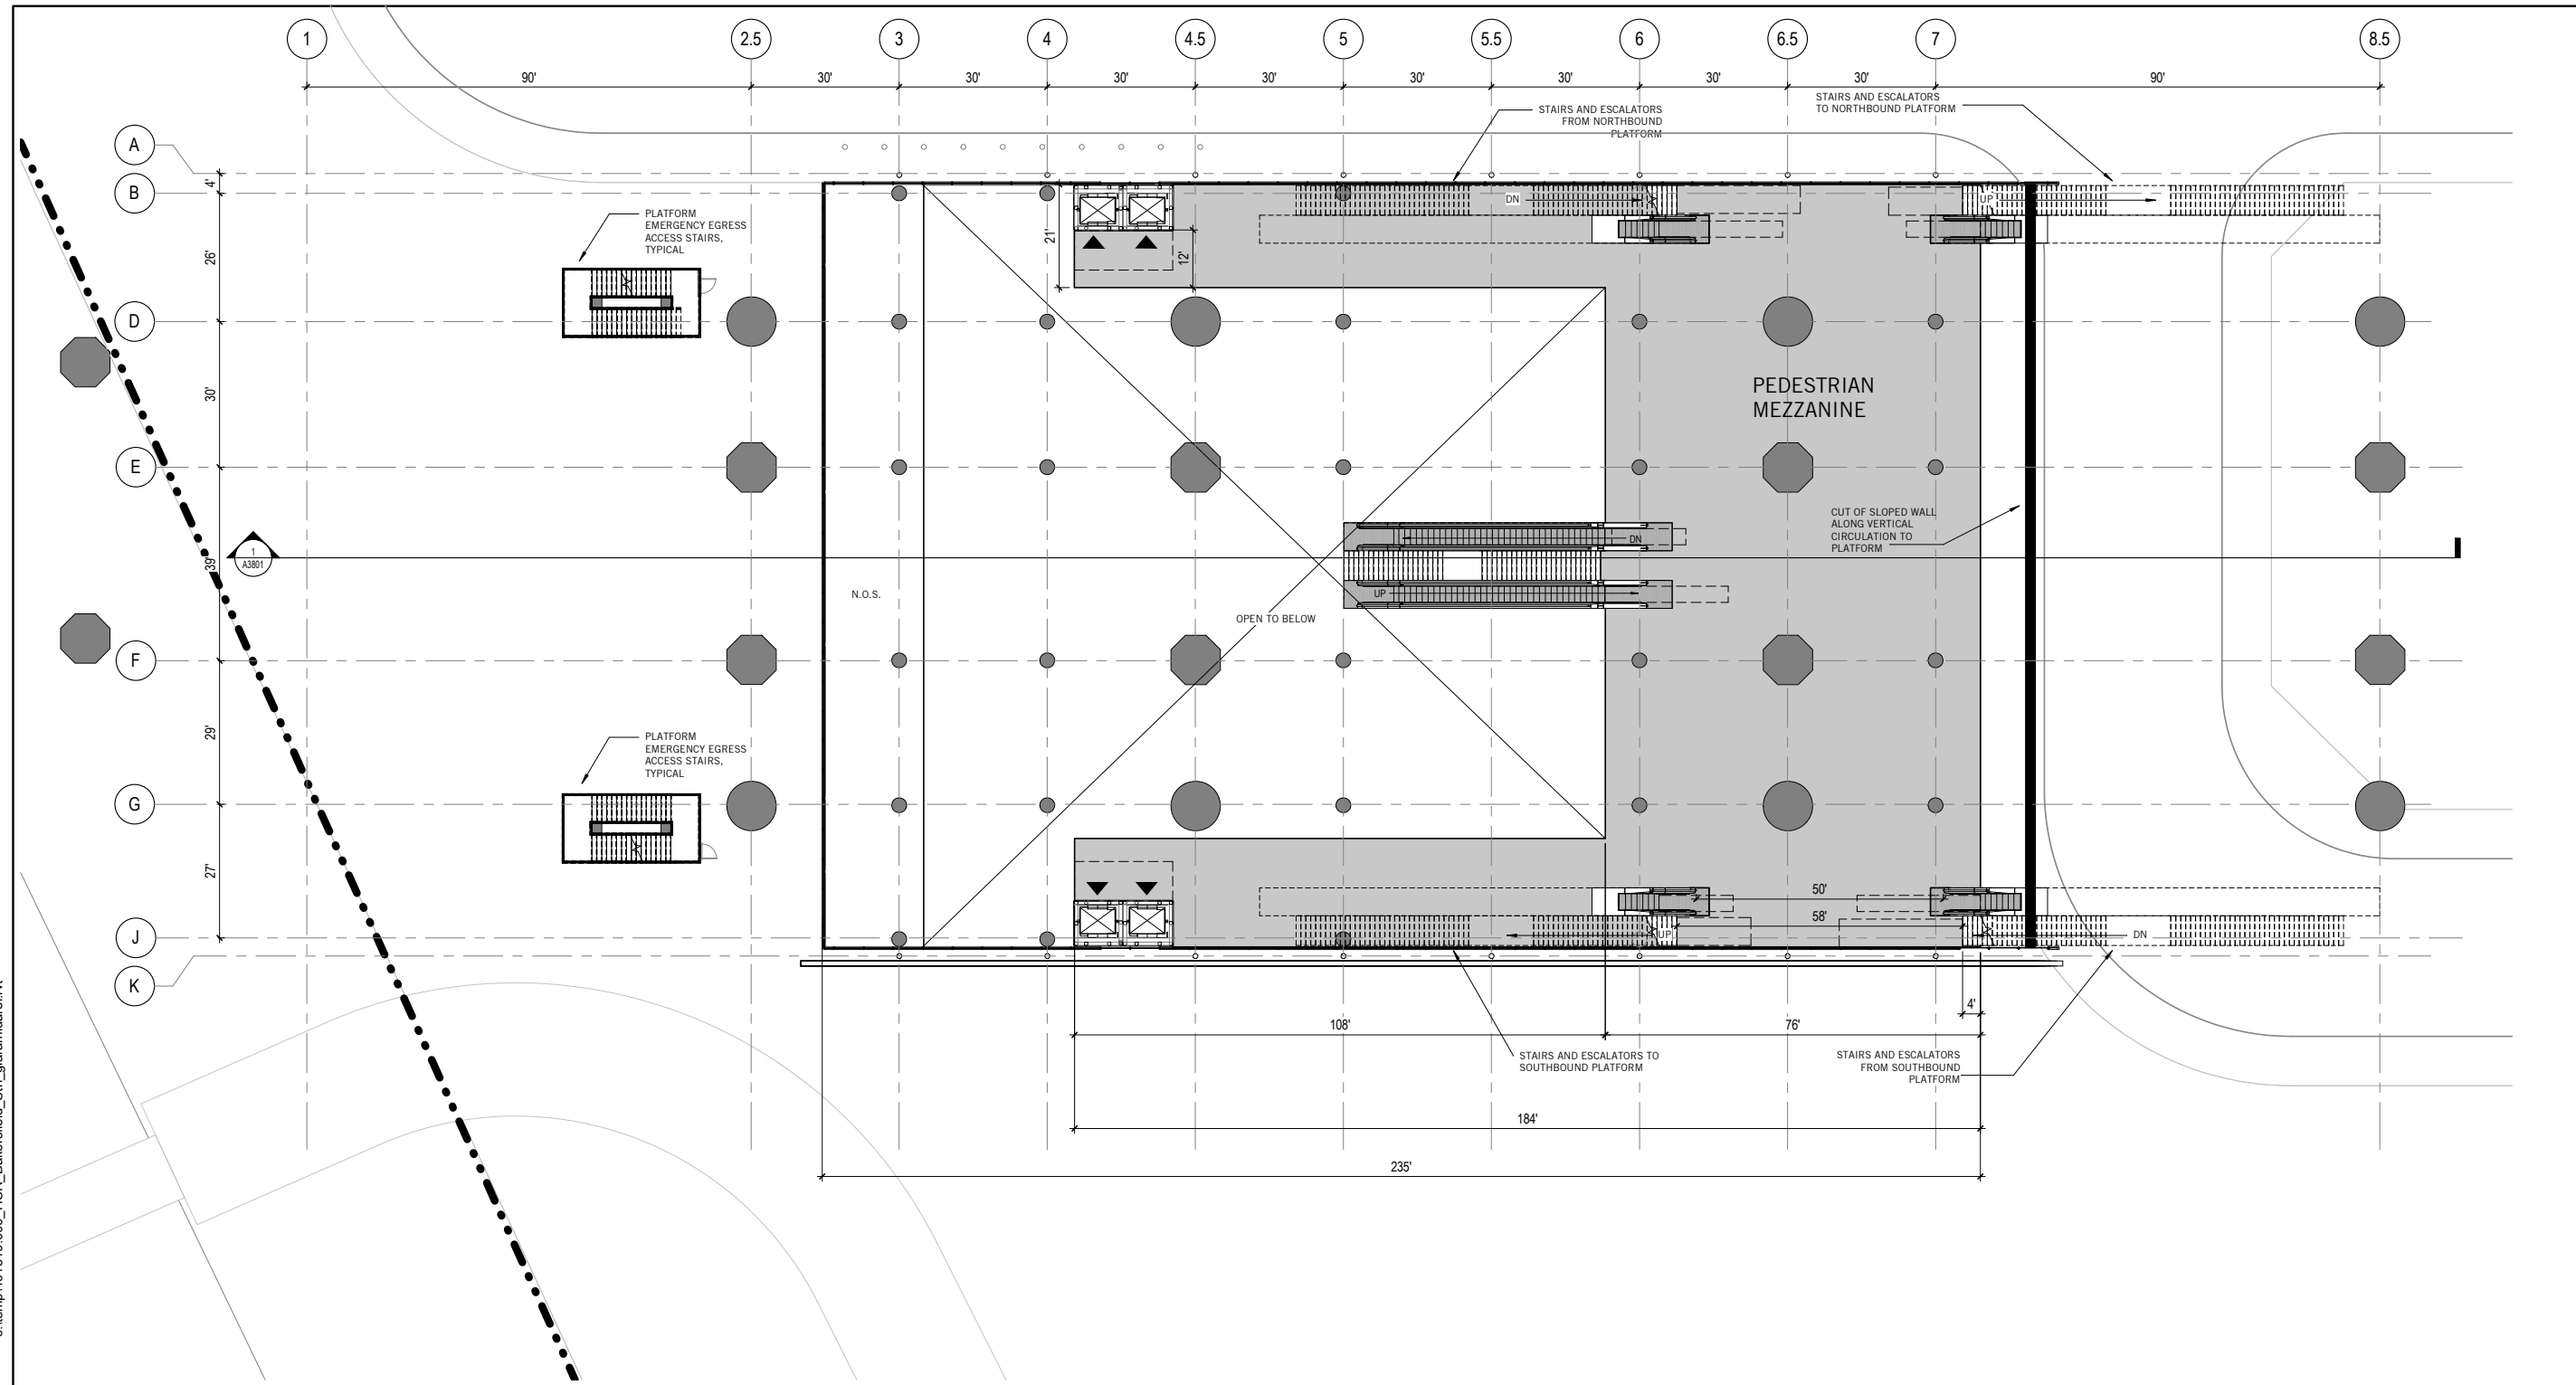 1
2.5
3
4
4.5
5
5.5
6
6.5
7
8.5
90'
30'
30'
30'
30'
30'
30'
30'
30'
90'
STAIRS AND ESCALATORS
FROM NORTHBOUND
PLATFORM
STAIRS AND ESCALATORS
TO NORTHBOUND PLATFORM
A
B
D
E
F
G
J
K
4'
26'
30'
39'
29'
27'
PLATFORM
EMERGENCY EGRESS
ACCESS STAIRS,
TYPICAL
21'
12'
DN
UP
PEDESTRIAN
MEZZANINE
CUT OF SLOPED WALL
ALONG VERTICAL
CIRCULATION TO
PLATFORM
1
A3801
DN
UP
N.O.S.
OPEN TO BELOW
PLATFORM
EMERGENCY EGRESS
ACCESS STAIRS,
TYPICAL
50'
58'
UP
DN
4'
108'
76'
STAIRS AND ESCALATORS TO
SOUTHBOUND PLATFORM
STAIRS AND ESCALATORS
FROM SOUTHBOUND
PLATFORM
184'
235'